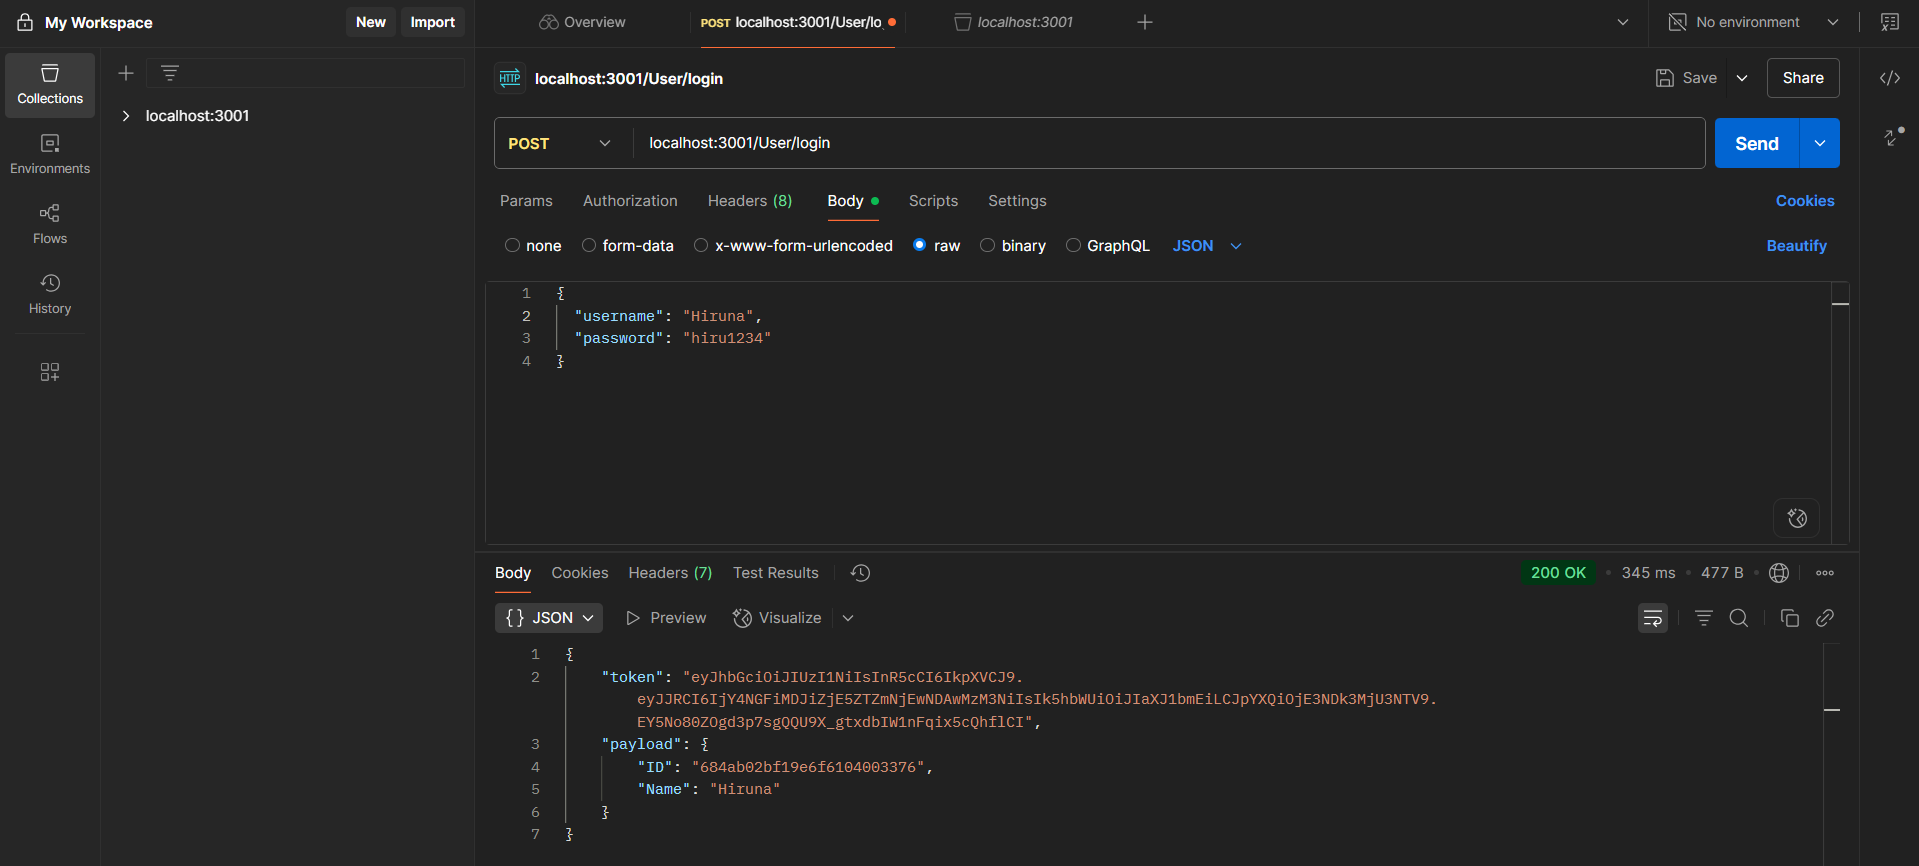 My Workspace
New
Import
Overview
POST localhost:3001/User/lo
localhost:3001
No environment
Collections
localhost:3001
Environments
Flows
History
HTTP
localhost:3001/User/login
Save
Share
POST
localhost:3001/User/login
Send
Params
Authorization
Headers (8)
Body
Scripts
Settings
Cookies
none
form-data
x-www-form-urlencoded
raw
binary
GraphQL
JSON
Beautify
1 {
2 "username": "Hiruna",
3 "password": "hiru1234"
4 }
Body
Cookies
Headers (7)
Test Results
200 OK
345 ms
477 B
{} JSON
Preview
Visualize
1 {
2 "token": "eyJhbGciOiJIUzI1NiIsInR5cCI6IkpXVCJ9.
eyJJRCI6IjY4NGFiMDJiZjE5ZTZmNjEwNDAwMzM3NiIsIk5hbWUiOiJIaXJ1bmEiLCJpYXQiOjE3NDk3MjU3NTV9.
EY5No80ZOgd3p7sgQQU9X_gtxdbIW1nFqix5cQhflCI",
3 "payload": {
4 "ID": "684ab02bf19e6f6104003376",
5 "Name": "Hiruna"
6 }
7 }